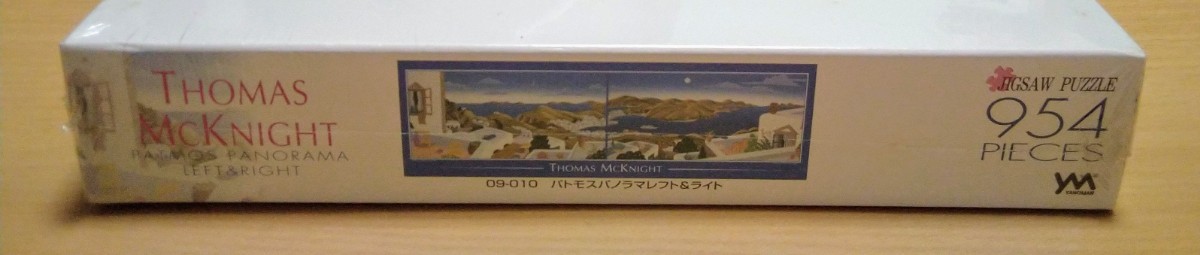 THOMAS
MCKNIGHT
PATMOS PANORAMA
LEFT&RIGHT
THOMAS MCKNIGHT
09-010 パトモスパノラマレフト&ライト
JIGSAW PUZZLE
954
PIECES
YM
YANOMAN